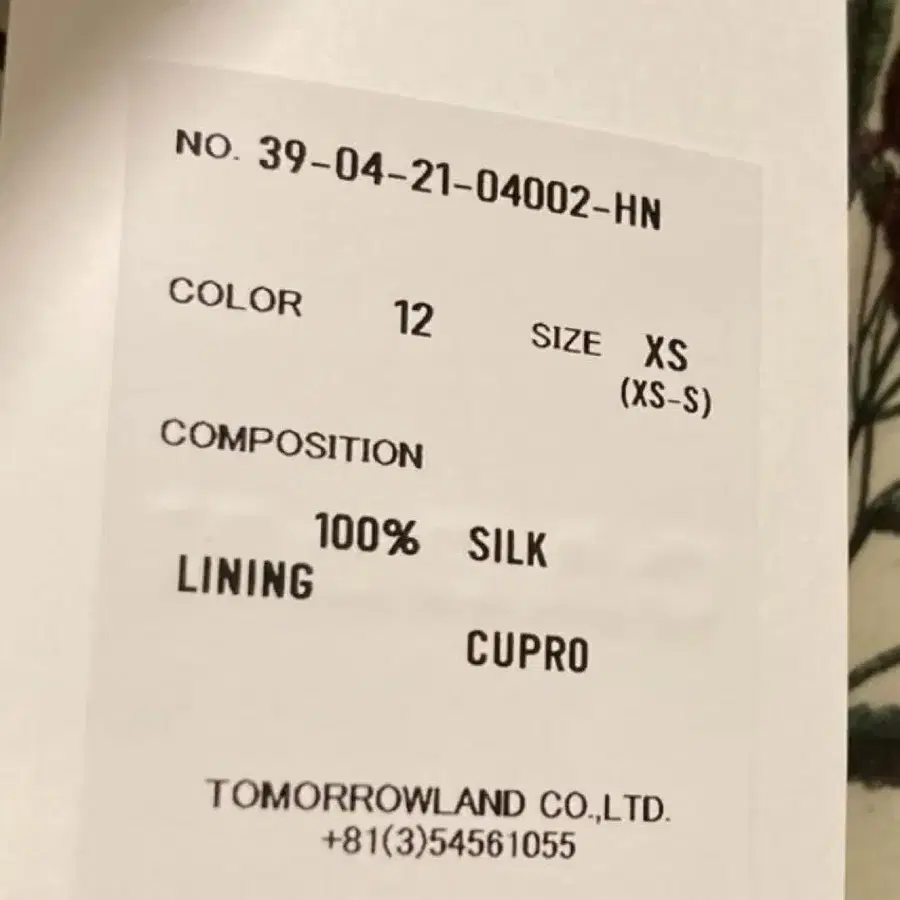 NO. 39-04-21-04002-HN
COLOR 12 SIZE XS
(XS-S)
COMPOSITION
100% SILK
LINING
CUPRO
TOMORROWLAND CO.,LTD.
+81(3)54561055